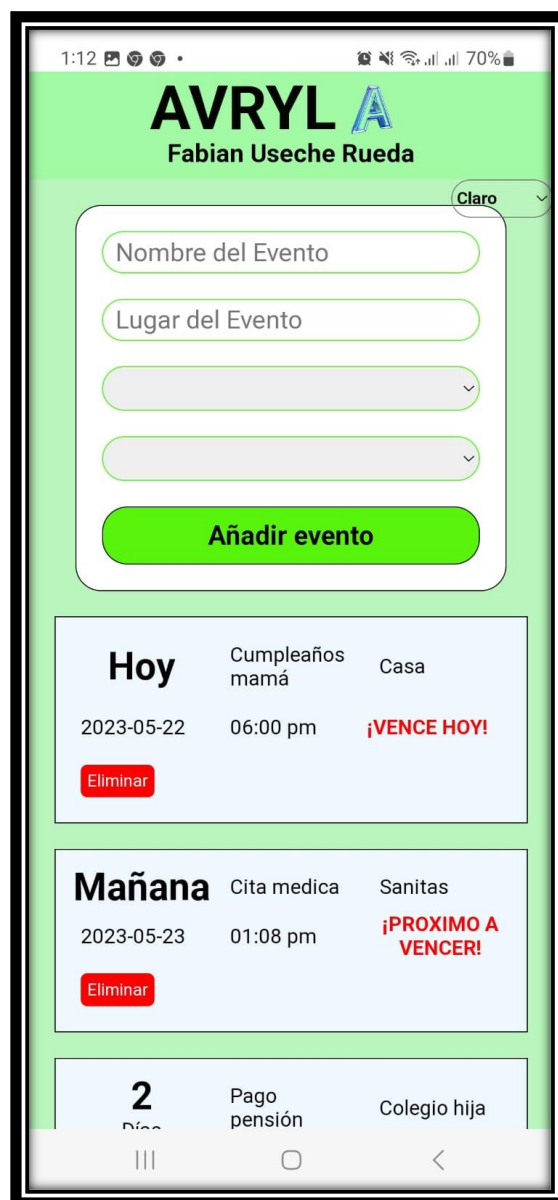 1:12 70%
AVRYL A
Fabian Useche Rueda
Claro
Nombre del Evento
Lugar del Evento
Añadir evento
Hoy
Cumpleaños
mamá
Casa
2023-05-22
06:00 pm
¡VENCE HOY!
Eliminar
Mañana
Cita medica
Sanitas
2023-05-23
01:08 pm
¡PROXIMO A
VENCER!
Eliminar
2
Días
Pago
pensión
Colegio hija